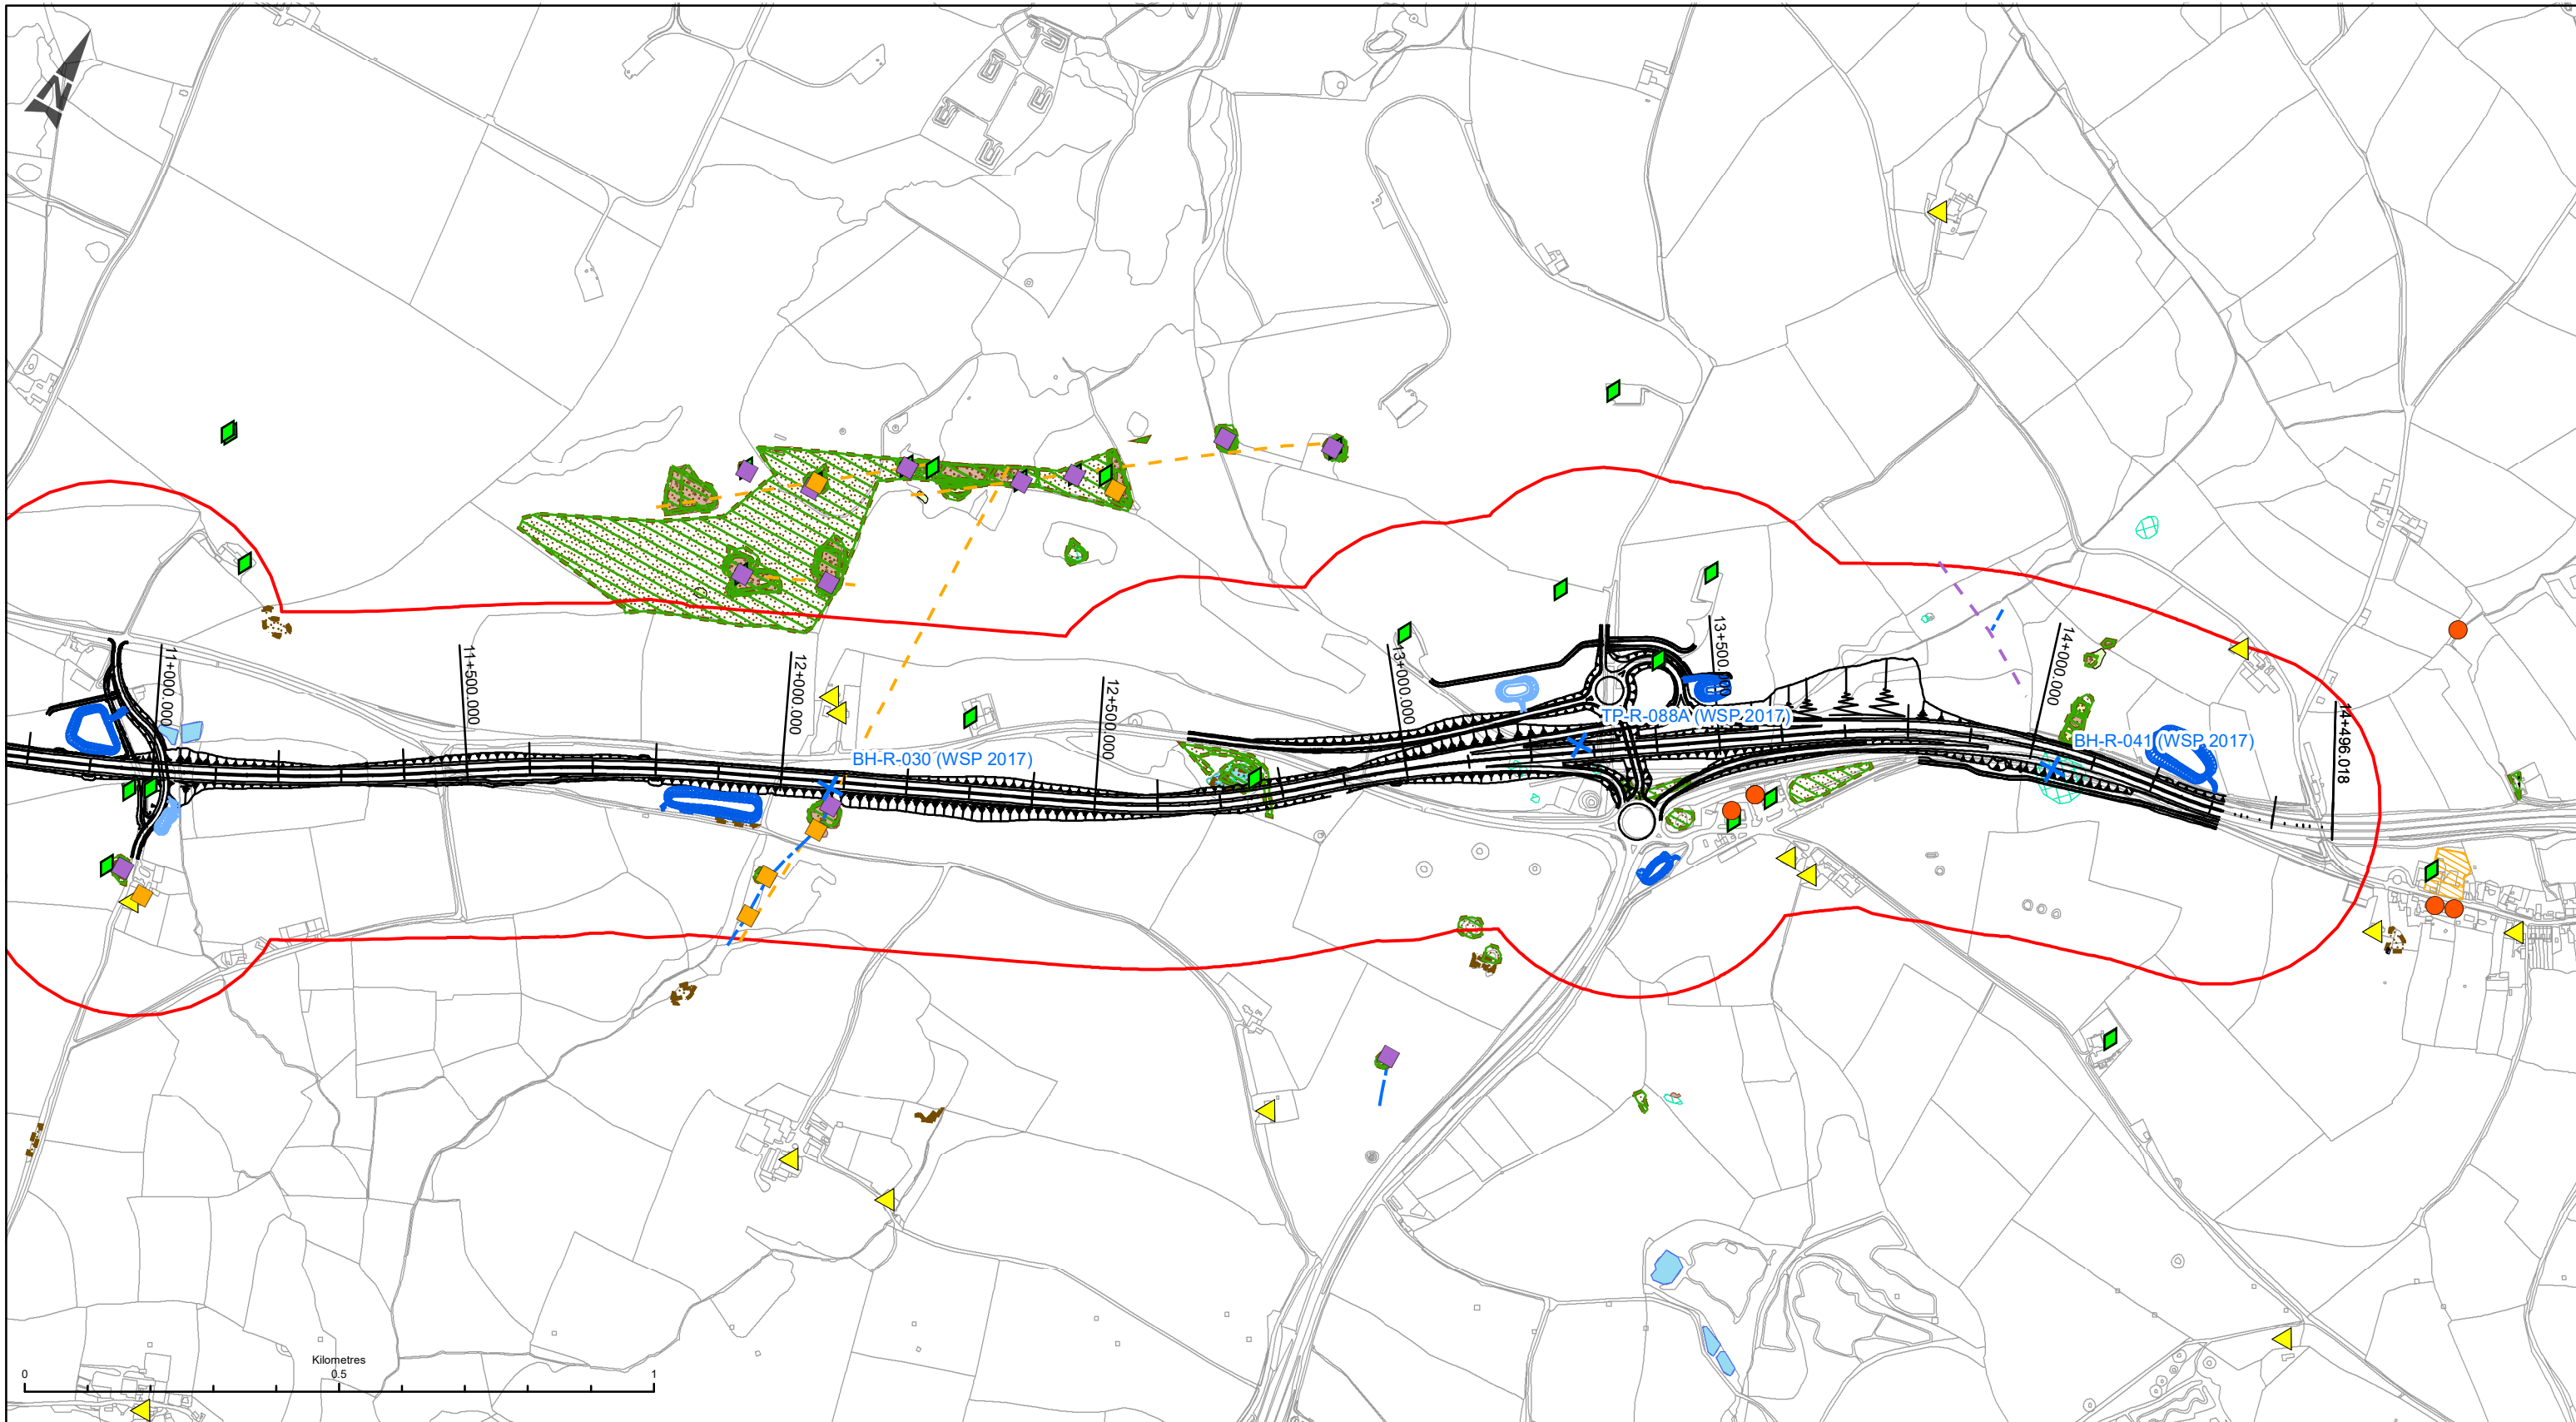 N
11+000.000
11+500.000
12+000.000
12+500.000
13+000.000
13+500.000
14+000.000
14+496.018
TP-R-088A (WSP 2017)
BH-R-041 (WSP 2017)
BH-R-030 (WSP 2017)
Kilometres
0 0.5 1